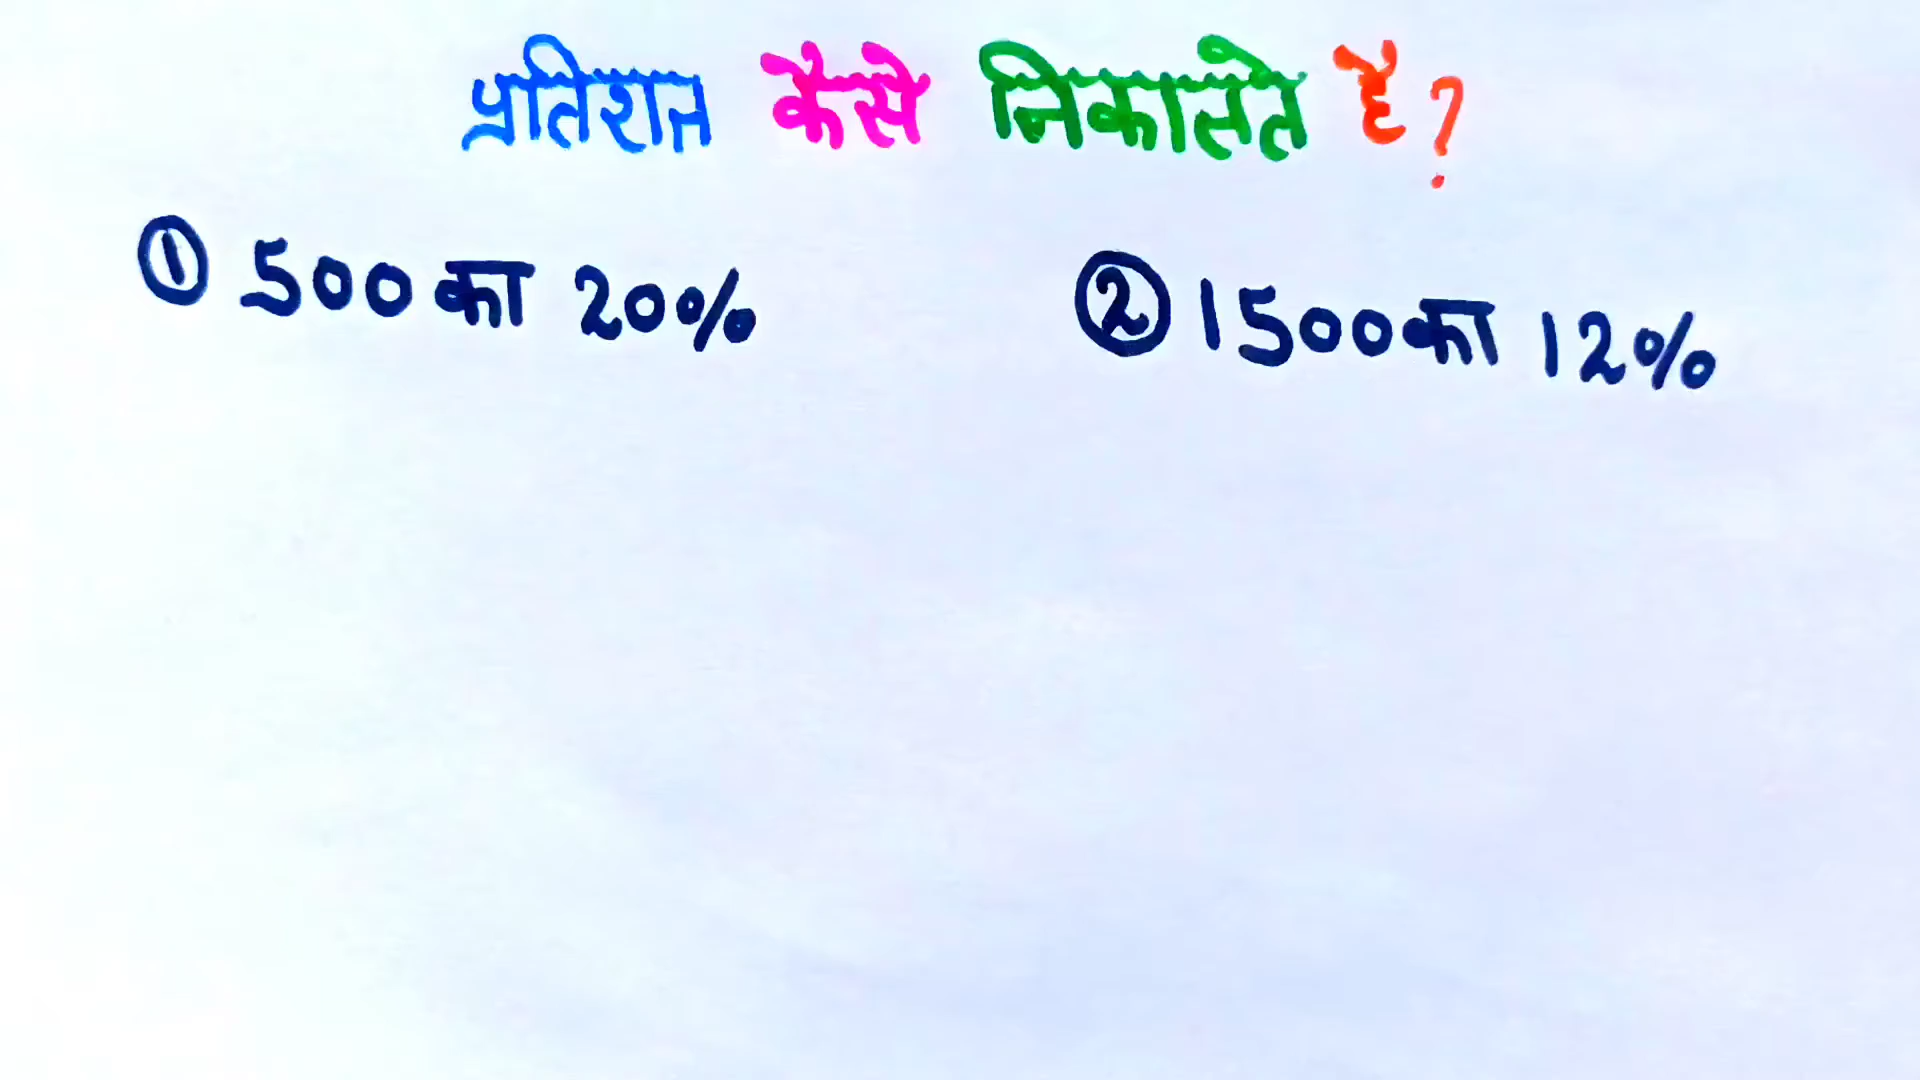 प्रतिशत कैसे निकालते है?
① 500 का 20%
② 1500 का 12%